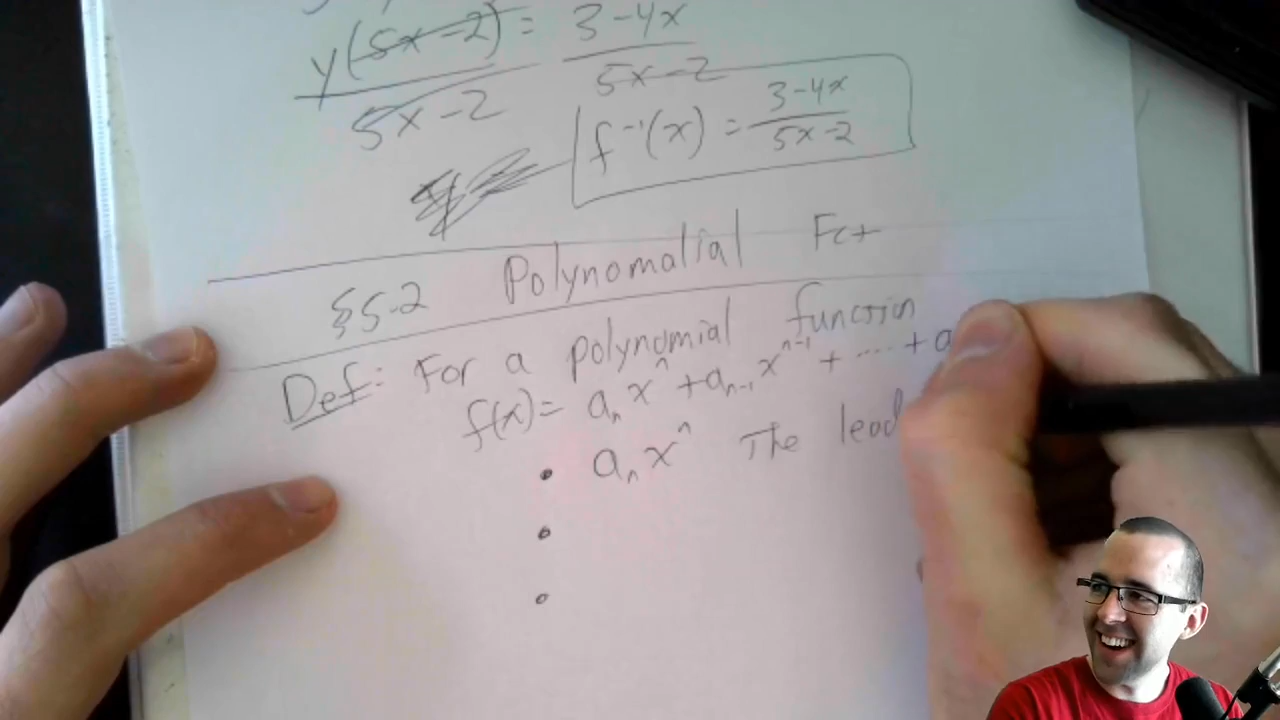 y(5x-2) = 3-4x
5x-2 5x-2
f⁻¹(x) = 3-4x / 5x-2
§5.2 Polynomalial Fct
Def: For a polynomial function
f(x) = aₙxⁿ + aₙ₋₁xⁿ⁻¹ + .... + a
• aₙxⁿ The lead
•
•